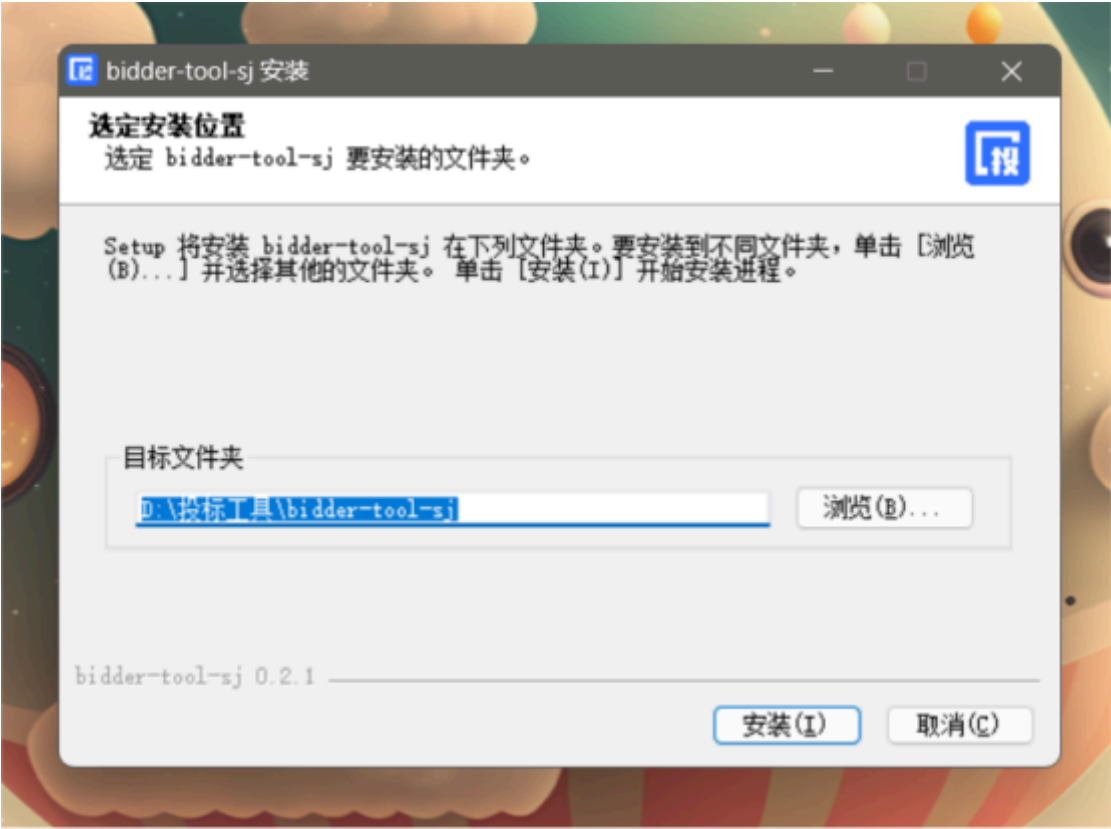 bidder-tool-sj 安装
选定安装位置
选定 bidder-tool-sj 要安装的文件夹。
投
Setup 将安装 bidder-tool-sj 在下列文件夹。要安装到不同文件夹，单击 [浏览
(B)...] 并选择其他的文件夹。 单击 [安装(I)] 开始安装进程。
目标文件夹
D:\投标工具\bidder-tool-sj
浏览(B)...
bidder-tool-sj 0.2.1
安装(I)
取消(C)